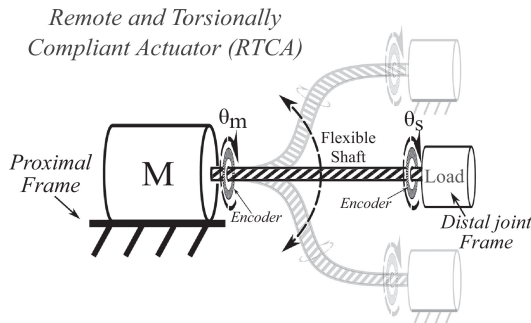 Remote and Torsionally
Compliant Actuator (RTCA)
θm
θs
Flexible
Shaft
Proximal
Frame
M
Load
Encoder
Encoder
Distal joint
Frame